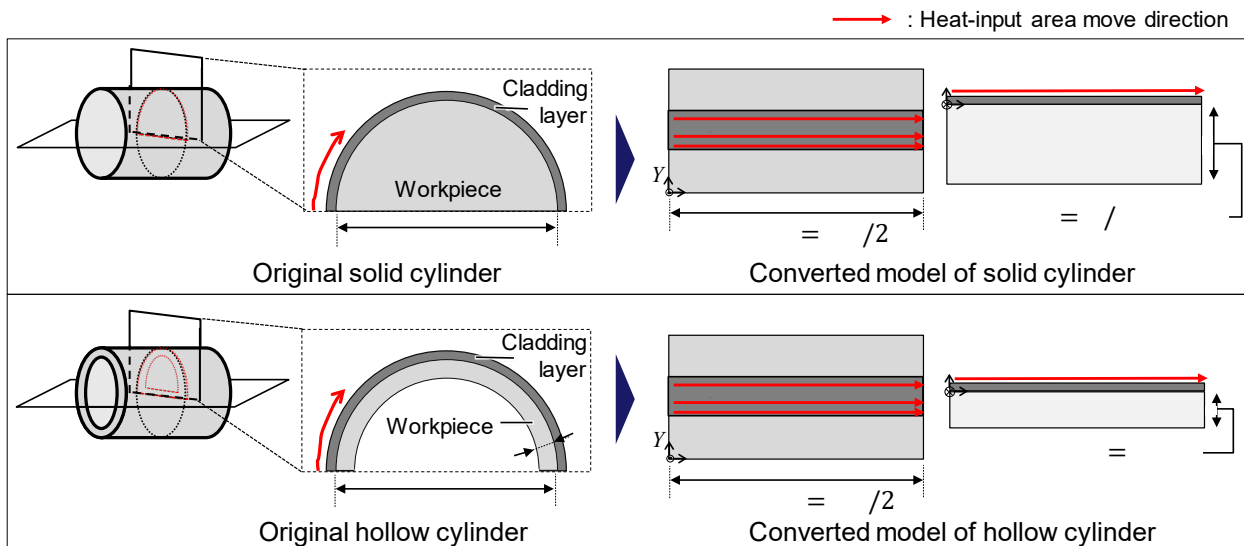 : Heat-input area move direction
Cladding
layer
Workpiece
Y
= /2
= /
Original solid cylinder
Converted model of solid cylinder
Cladding
layer
Workpiece
Y
=
= /2
Original hollow cylinder
Converted model of hollow cylinder